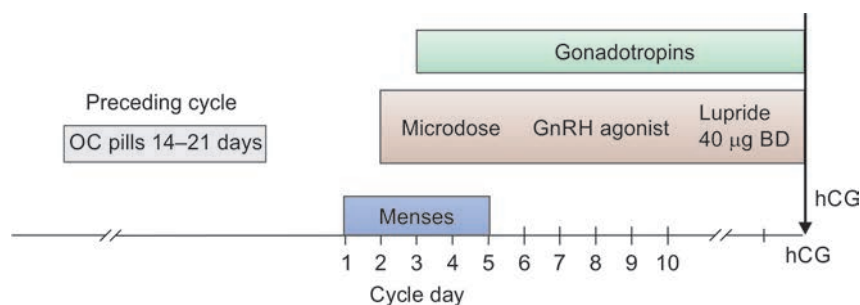 Gonadotropins
Preceding cycle
OC pills 14–21 days
Microdose GnRH agonist Lupride
40 μg BD
Menses
hCG
1 2 3 4 5 6 7 8 9 10
hCG
Cycle day